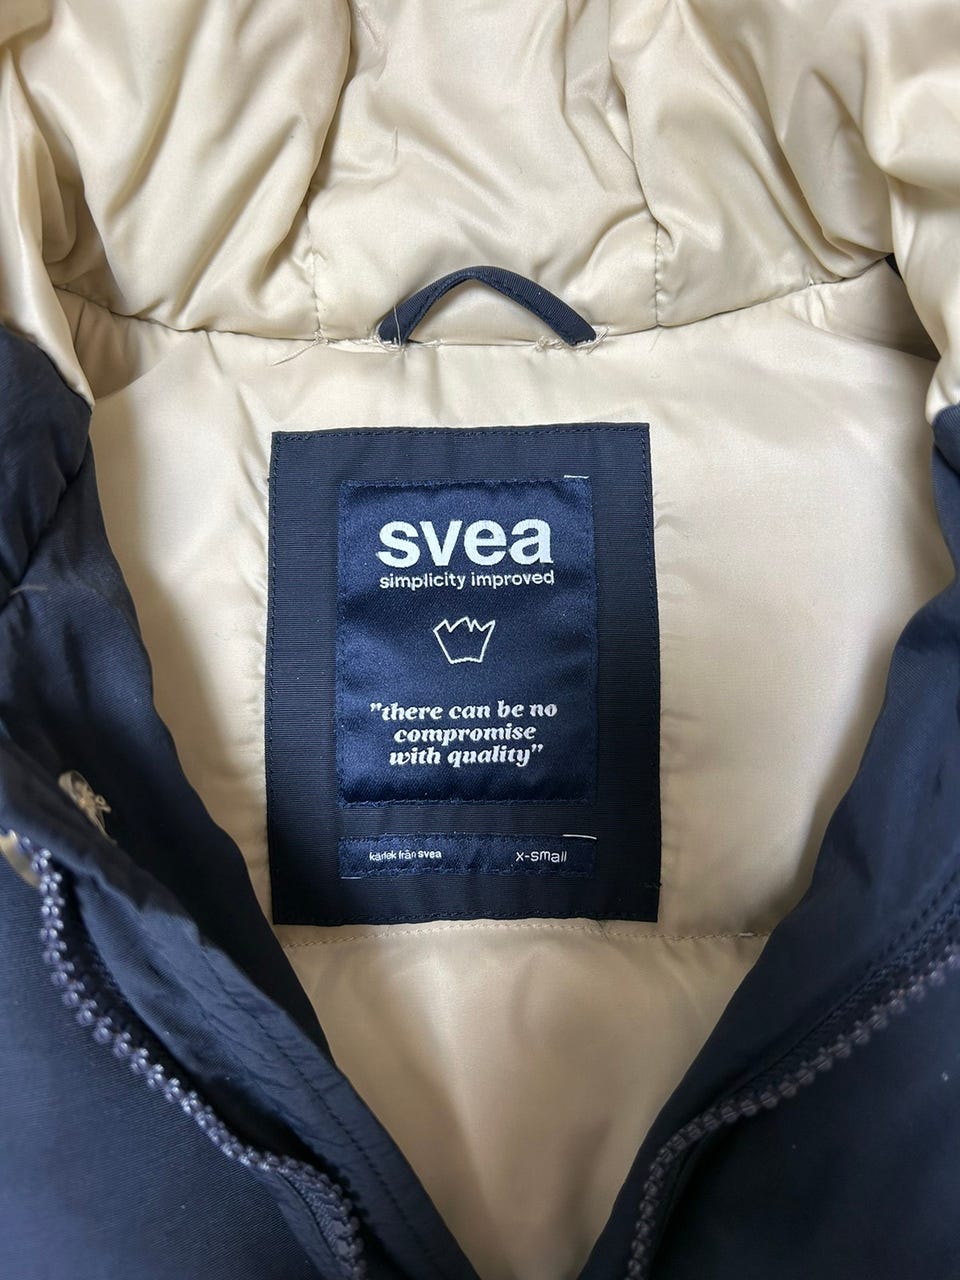 svea
simplicity improved
"there can be no
compromise
with quality"
kärlek från svea
x-small